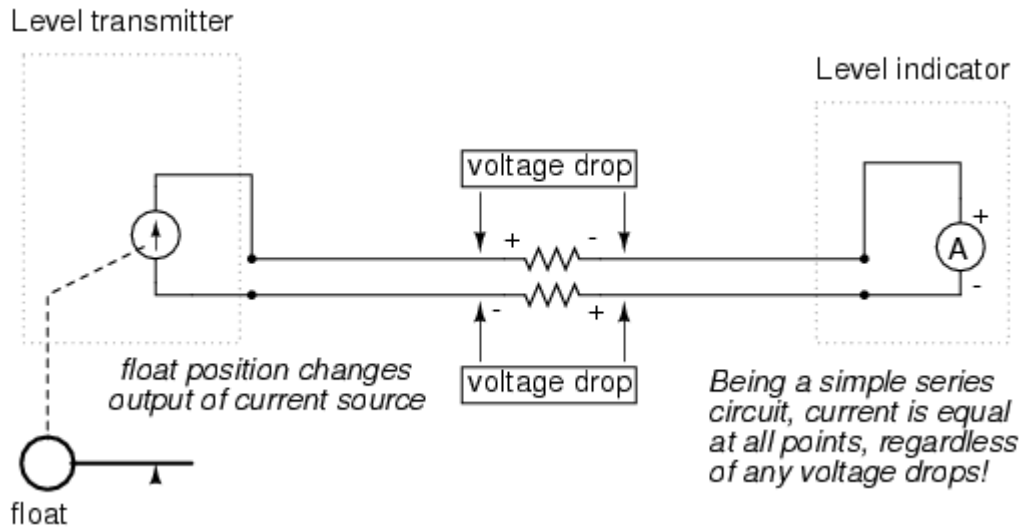 Level transmitter
Level indicator
voltage drop
+ -
+
A
-
- +
voltage drop
float position changes
output of current source
Being a simple series
circuit, current is equal
at all points, regardless
of any voltage drops!
float